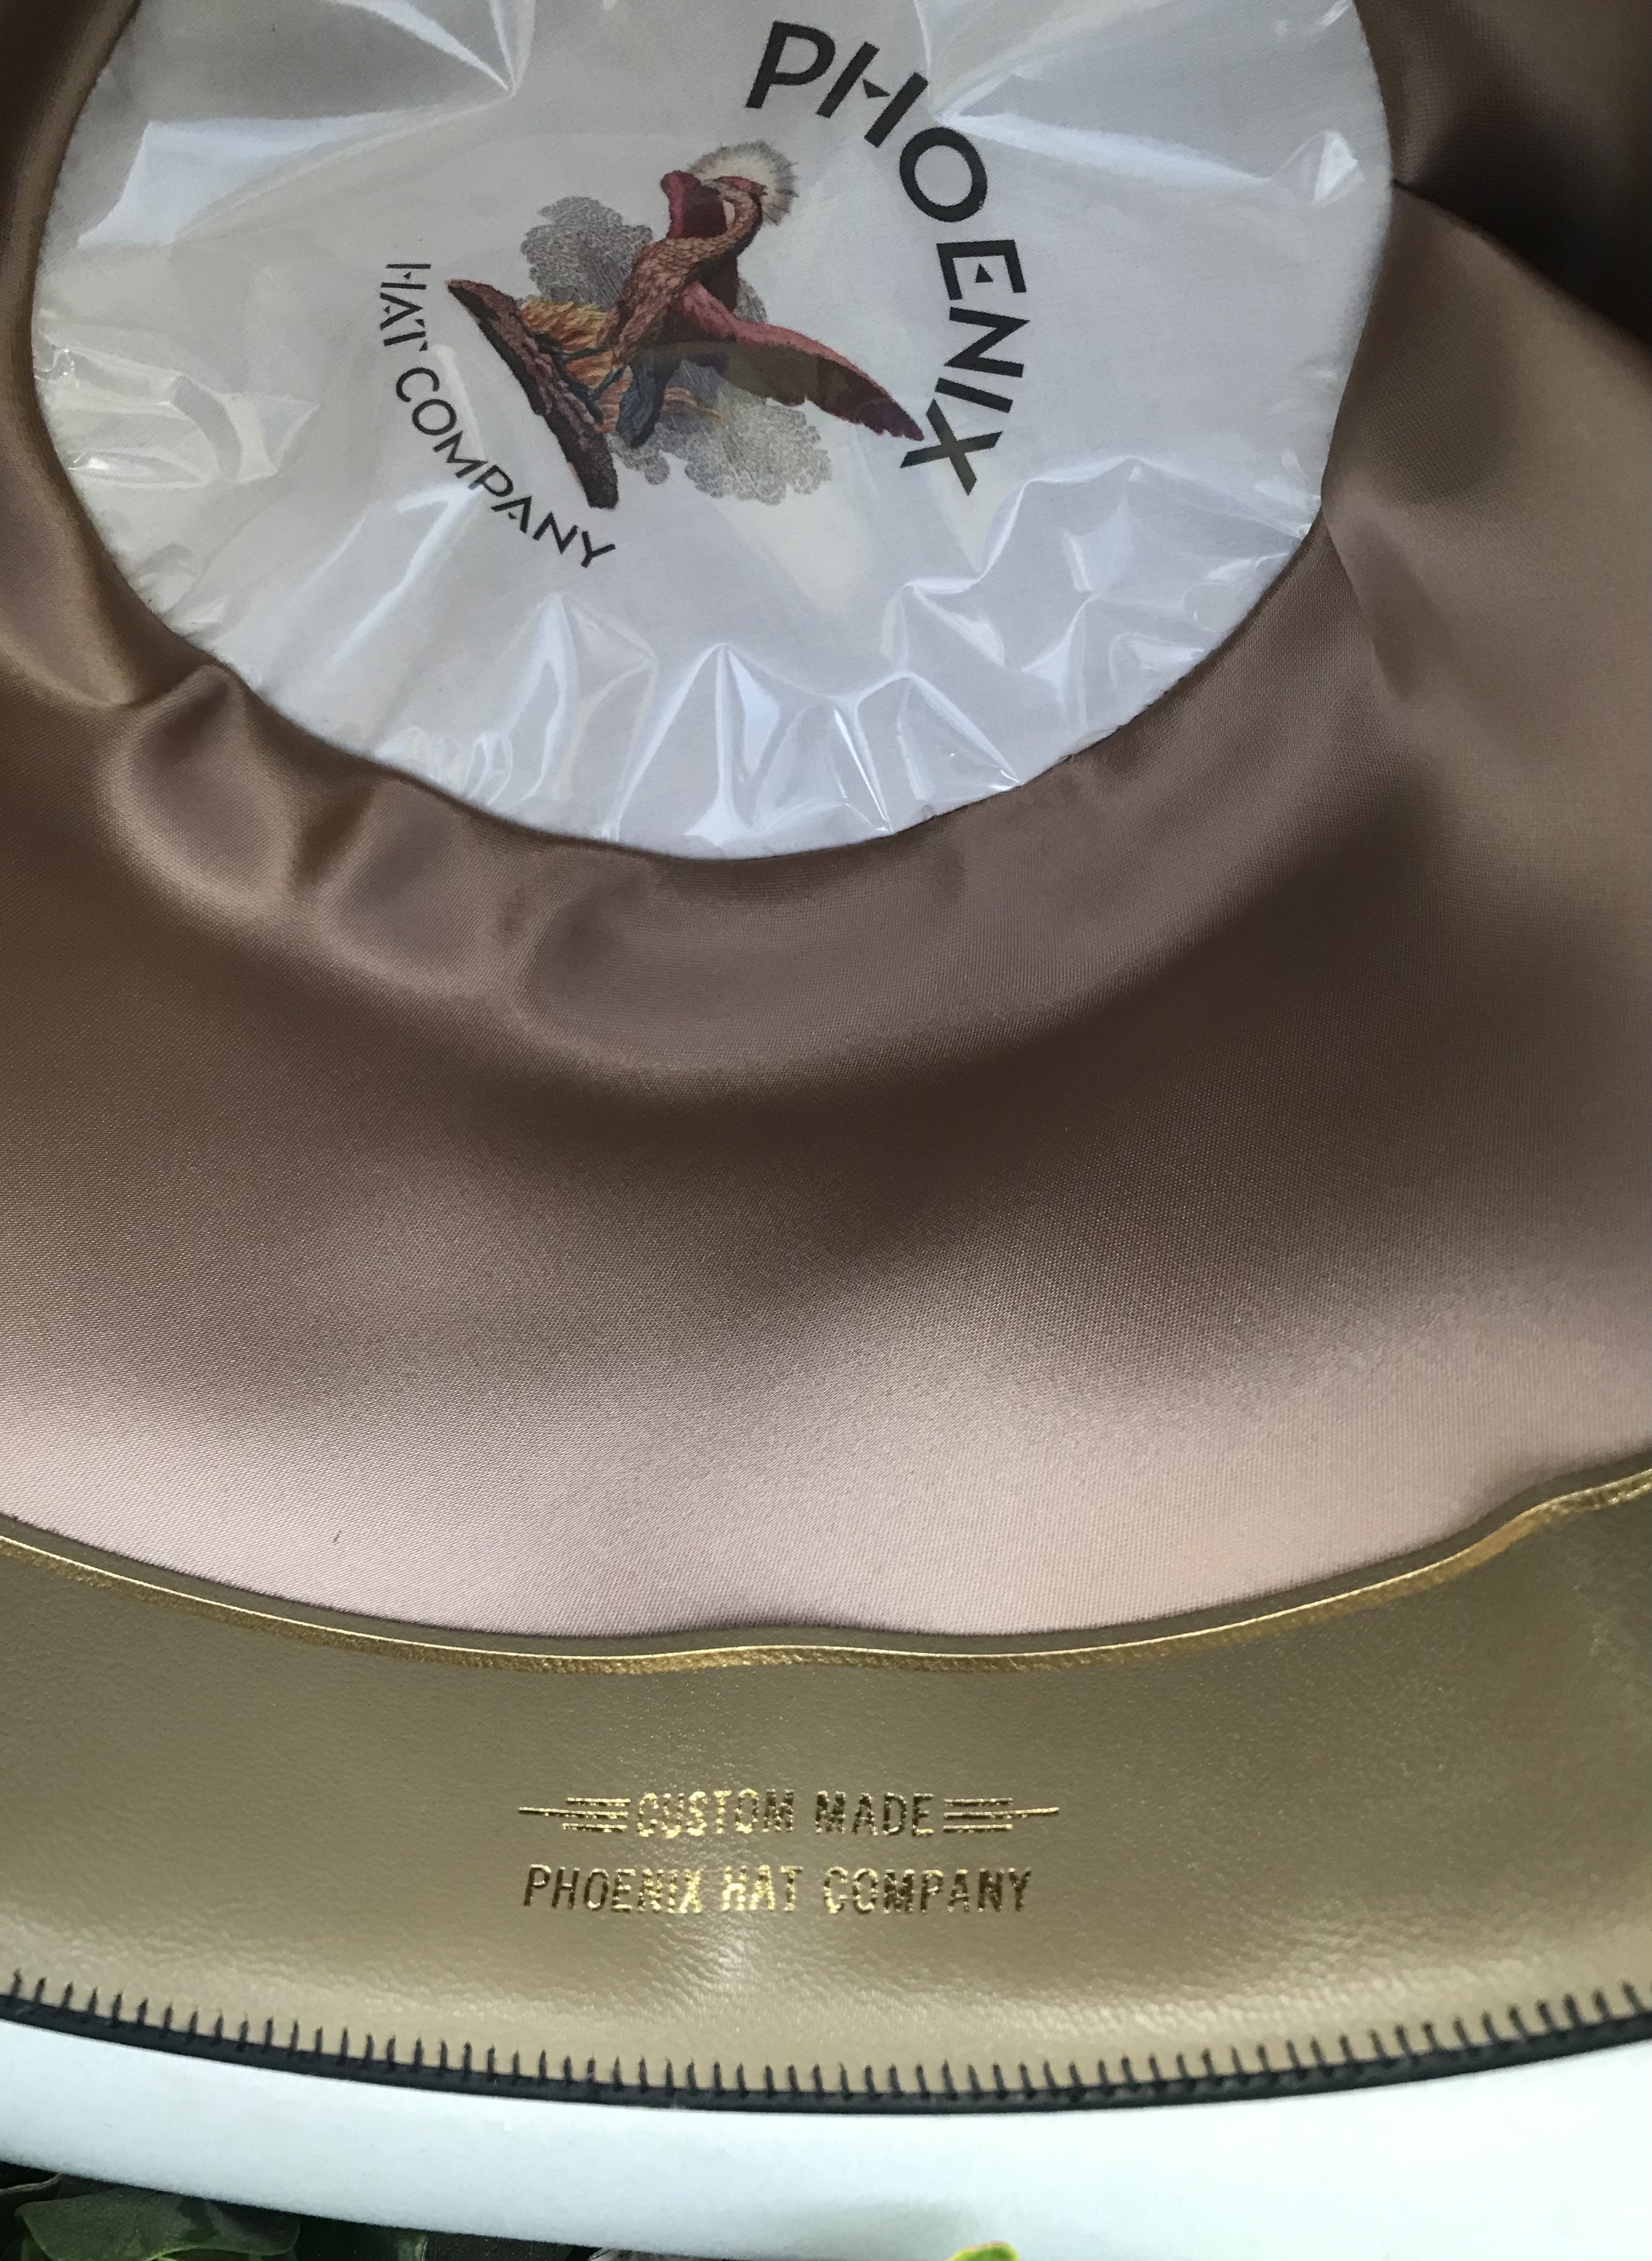 PHOENIX
HAT COMPANY
CUSTOM MADE
PHOENIX HAT COMPANY